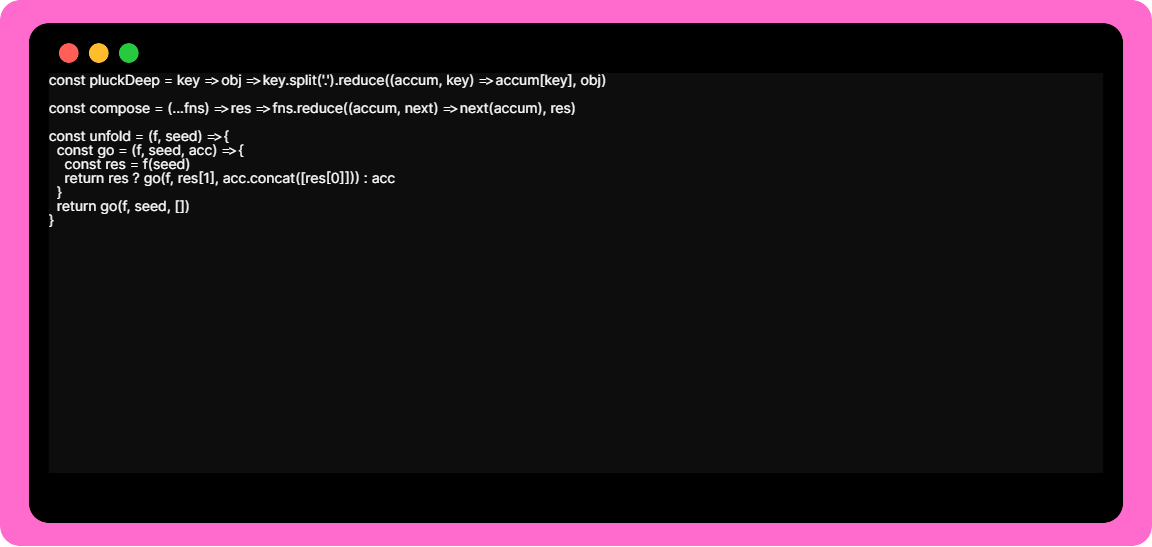 const pluckDeep = key => obj => key.split('.').reduce((accum, key) => accum[key], obj)
const compose = (...fns) => res => fns.reduce((accum, next) => next(accum), res)
const unfold = (f, seed) => {
const go = (f, seed, acc) => {
const res = f(seed)
return res ? go(f, res[1], acc.concat([res[0]])) : acc
}
return go(f, seed, [])
}